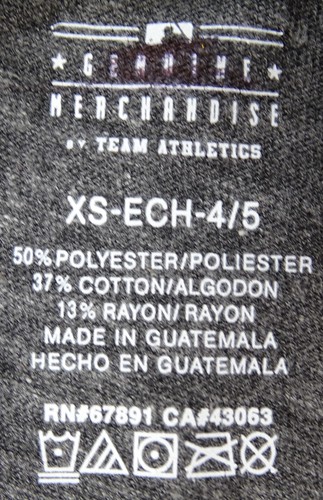 GENUINE
MERCHANDISE
BY TEAM ATHLETICS
XS-ECH-4/5
50% POLYESTER/POLIESTER
37% COTTON/ALGODON
13% RAYON/RAYON
MADE IN GUATEMALA
HECHO EN GUATEMALA
RN#67891 CA#43063